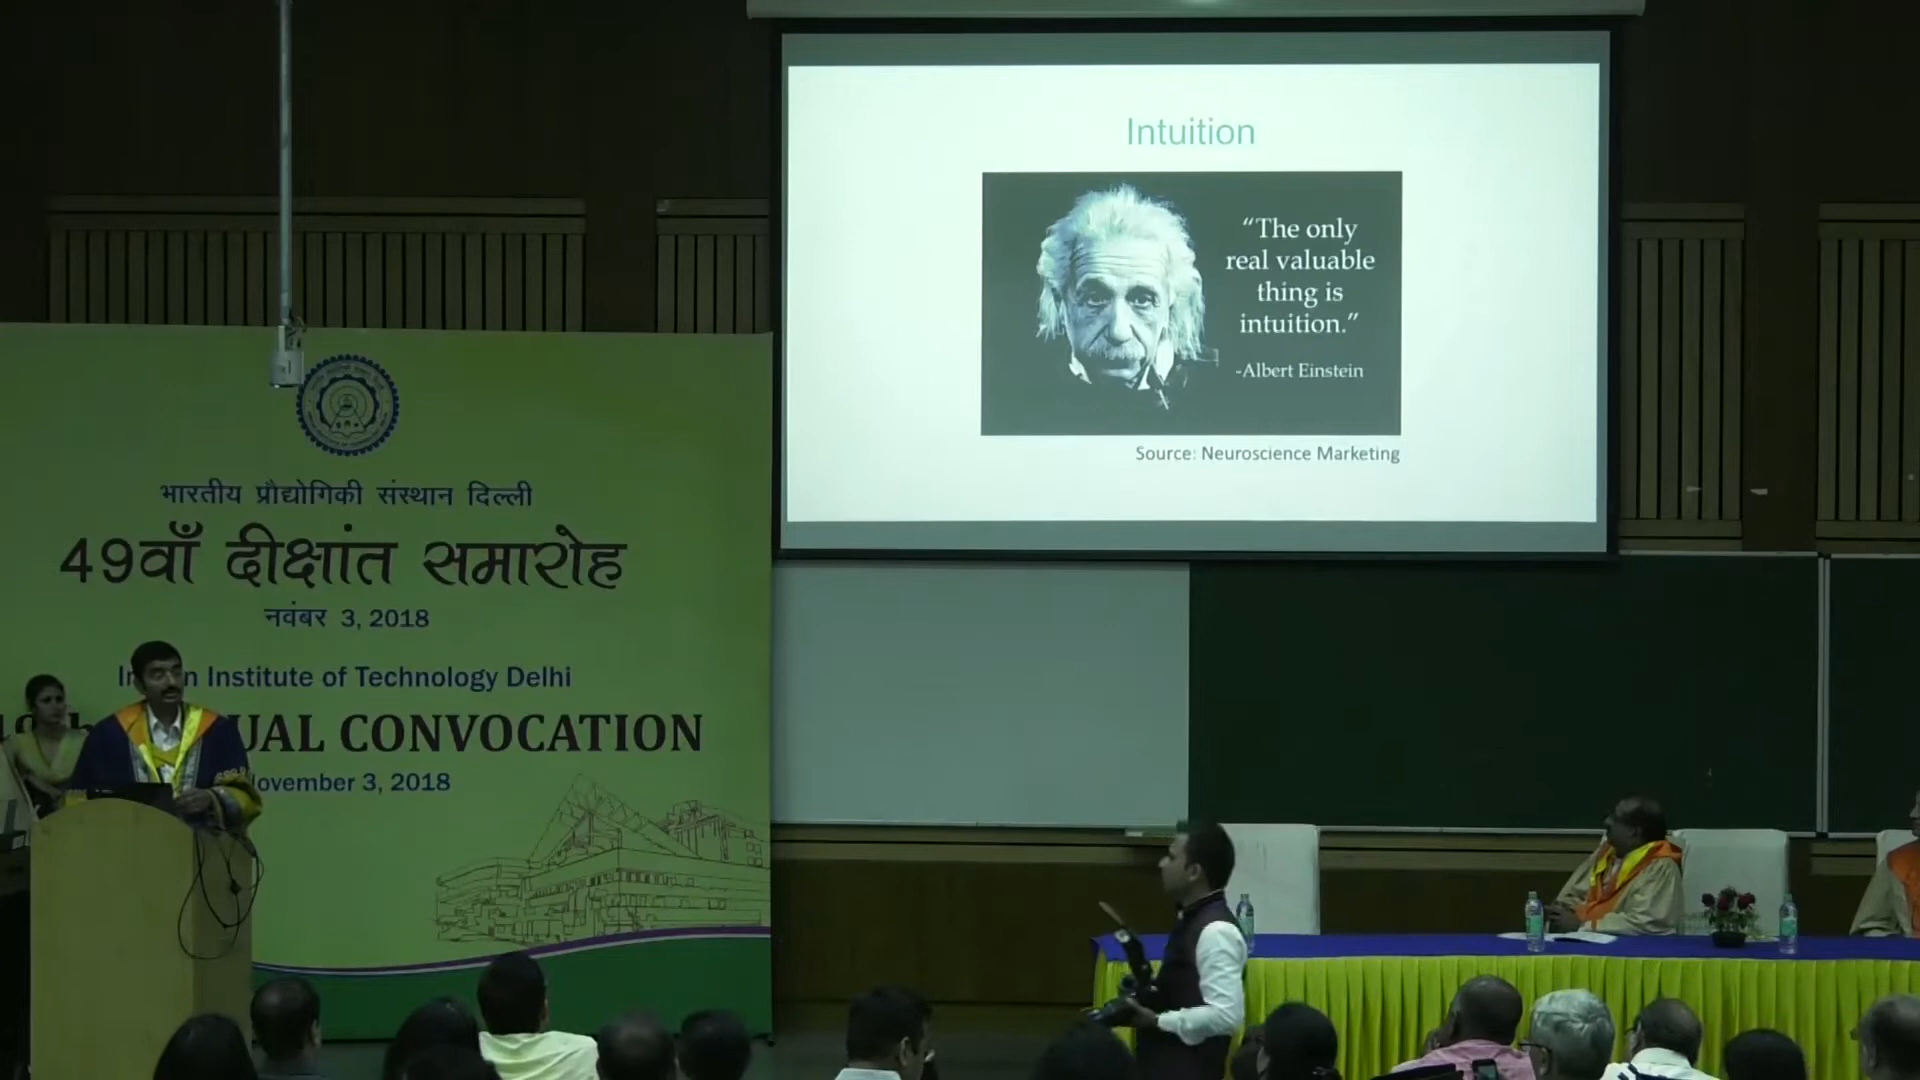 Intuition
“The only
real valuable
thing is
intuition.”
-Albert Einstein
Source: Neuroscience Marketing
भारतीय प्रौद्योगिकी संस्थान दिल्ली
49वाँ दीक्षांत समारोह
नवंबर 3, 2018
In n Institute of Technology Delhi
UAL CONVOCATION
ovember 3, 2018